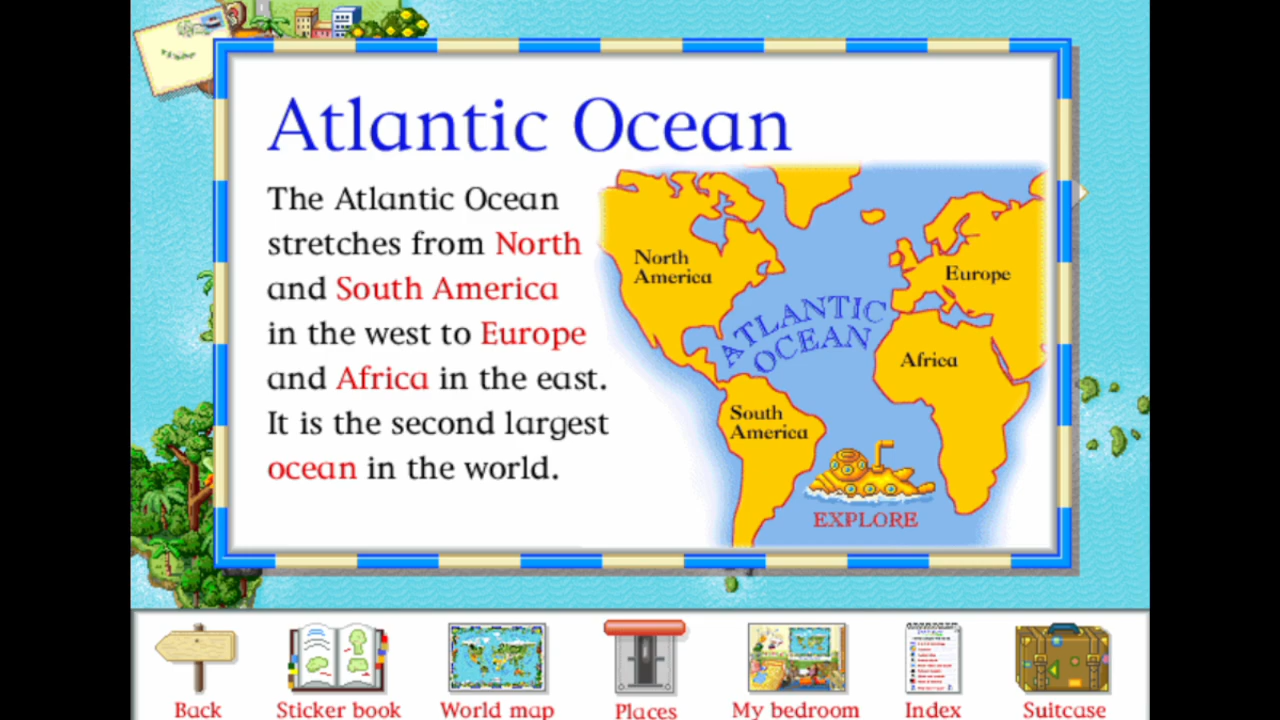 Atlantic Ocean
The Atlantic Ocean
stretches from North
and South America
in the west to Europe
and Africa in the east.
It is the second largest
ocean in the world.
North
America
Europe
ATLANTIC
OCEAN
Africa
South
America
EXPLORE
Back
Sticker book
World map
Places
My bedroom
Index
Suitcase